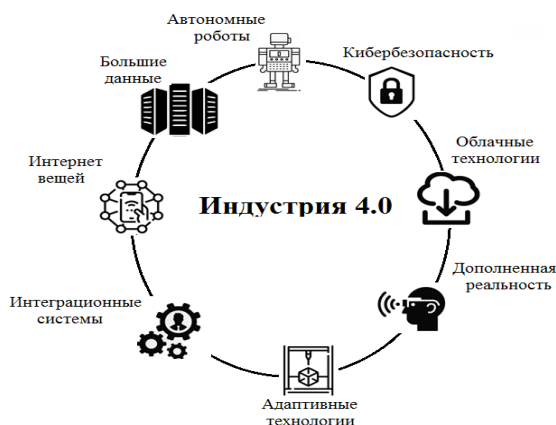 Автономные
роботы
Кибербезопасность
Большие
данные
Облачные
технологии
Интернет
вещей
Индустрия 4.0
Дополненная
реальность
Интеграционные
системы
Адаптивные
технологии